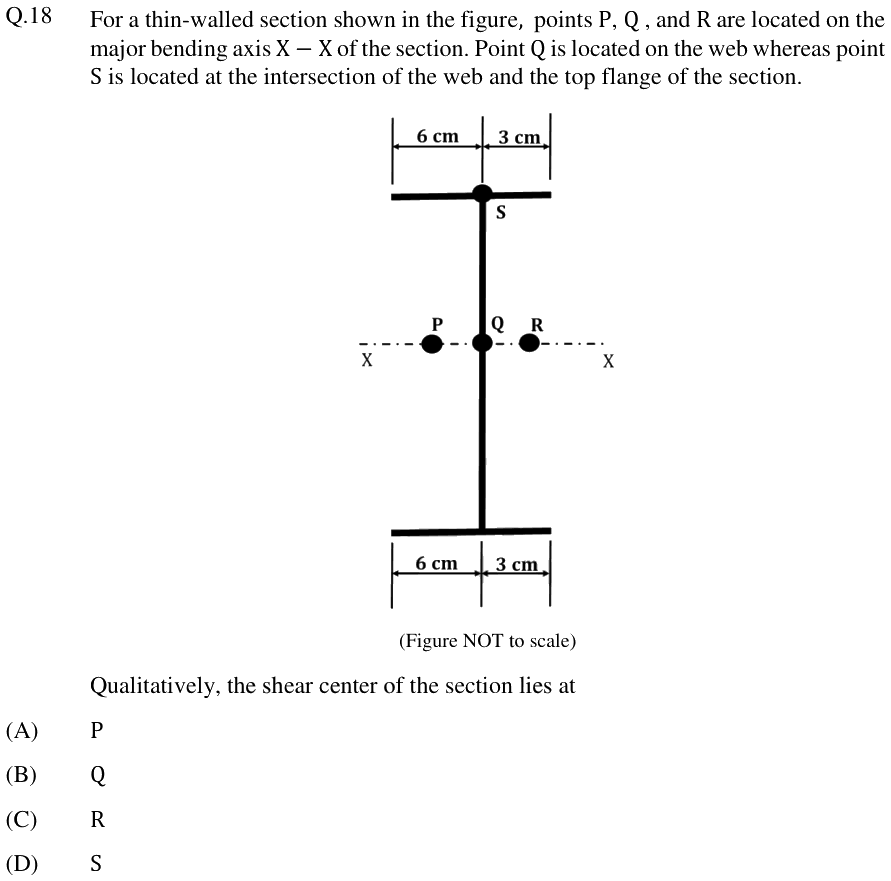 Q.18 For a thin-walled section shown in the figure, points P, Q , and R are located on the
major bending axis X − X of the section. Point Q is located on the web whereas point
S is located at the intersection of the web and the top flange of the section.
6 cm 3 cm
S
P Q R
X X
6 cm 3 cm
(Figure NOT to scale)
Qualitatively, the shear center of the section lies at
(A) P
(B) Q
(C) R
(D) S